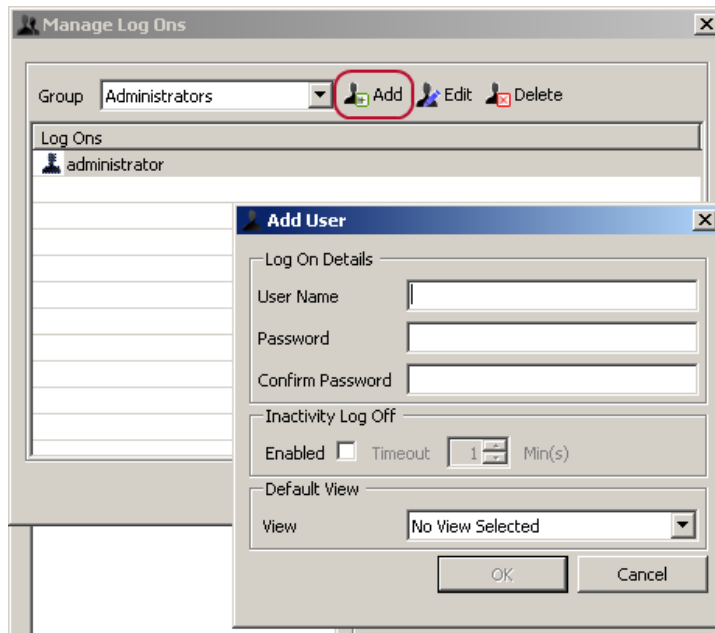 Manage Log Ons
Group Administrators Add Edit Delete
Log Ons
administrator
Add User
Log On Details
User Name
Password
Confirm Password
Inactivity Log Off
Enabled Timeout 1 Min(s)
Default View
View No View Selected
OK Cancel